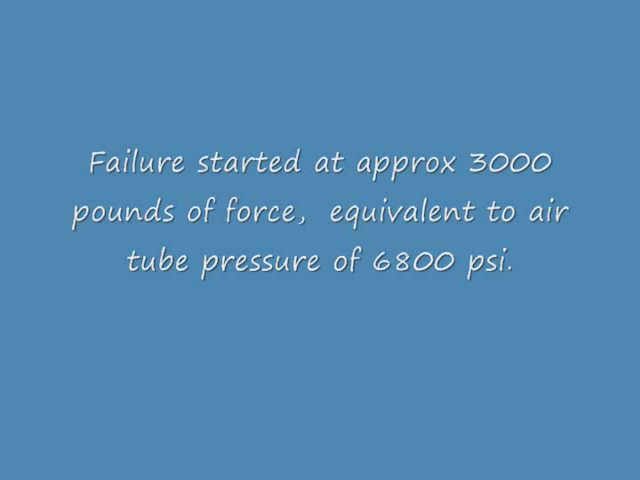 Failure started at approx 3000
pounds of force, equivalent to air
tube pressure of 6800 psi.